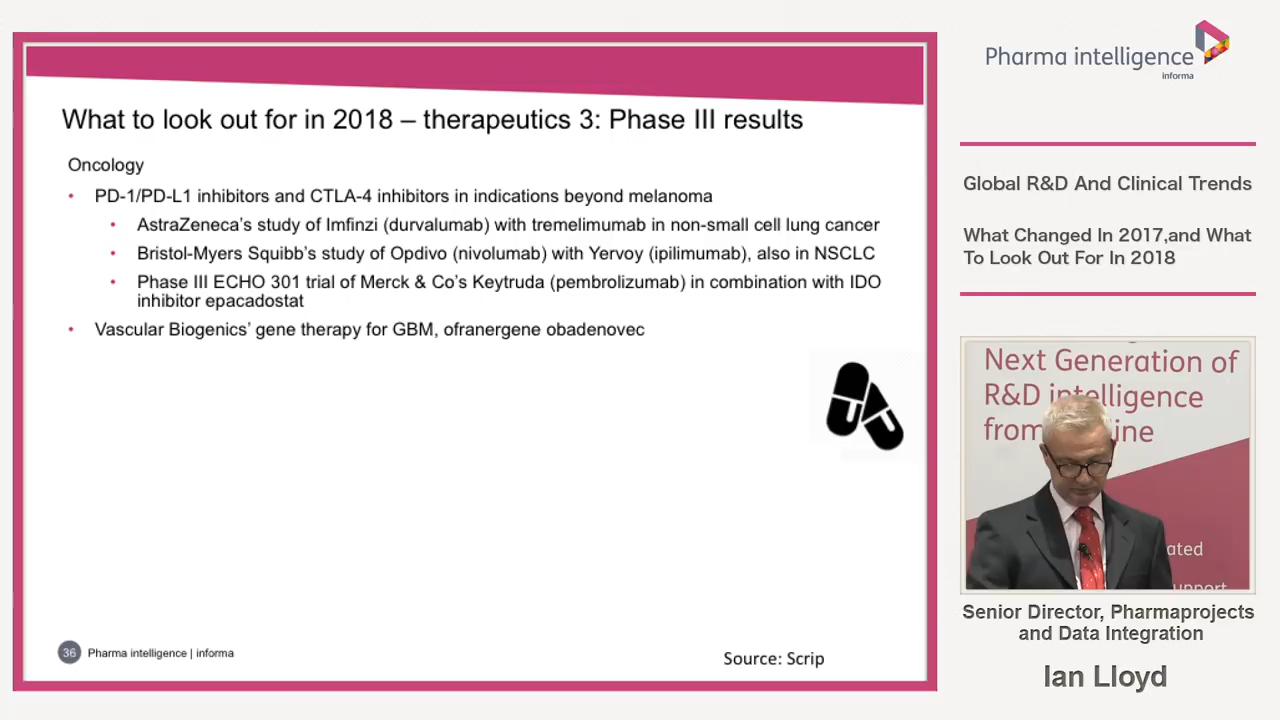 What to look out for in 2018 – therapeutics 3: Phase III results
Oncology
• PD-1/PD-L1 inhibitors and CTLA-4 inhibitors in indications beyond melanoma
• AstraZeneca's study of Imfinzi (durvalumab) with tremelimumab in non-small cell lung cancer
• Bristol-Myers Squibb's study of Opdivo (nivolumab) with Yervoy (ipilimumab), also in NSCLC
• Phase III ECHO 301 trial of Merck & Co's Keytruda (pembrolizumab) in combination with IDO
inhibitor epacadostat
• Vascular Biogenics' gene therapy for GBM, ofranergene obadenovec
36 Pharma intelligence | informa
Source: Scrip
Pharma intelligence
informa
Global R&D And Clinical Trends
What Changed In 2017,and What
To Look Out For In 2018
Next Generation of
R&D intelligence
from
ated
Senior Director, Pharmaprojects
and Data Integration
Ian Lloyd